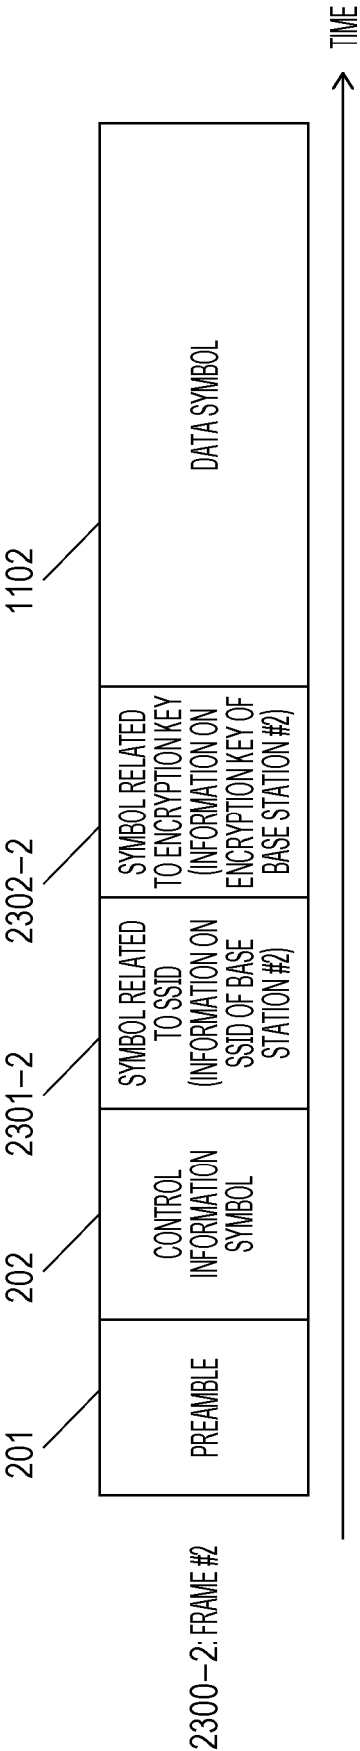 201
202
2301-2
2302-2
1102
2300-2: FRAME #2
PREAMBLE
CONTROL
INFORMATION
SYMBOL
SYMBOL RELATED
TO SSID
(INFORMATION ON
SSID OF BASE
STATION #2)
SYMBOL RELATED
TO ENCRYPTION KEY
(INFORMATION ON
ENCRYPTION KEY OF
BASE STATION #2)
DATA SYMBOL
TIME